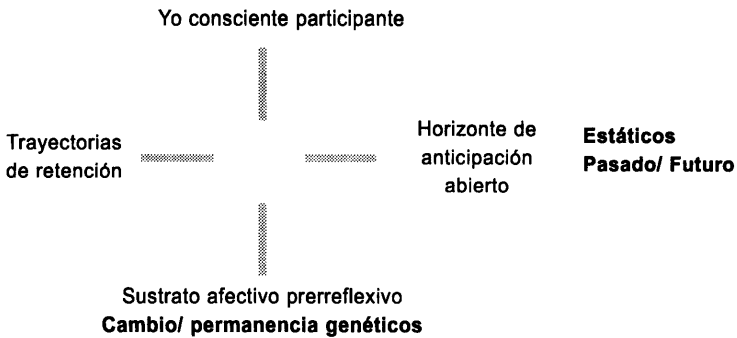 Yo consciente participante
Trayectorias
de retención
Horizonte de
anticipación
abierto
Estáticos
Pasado/ Futuro
Sustrato afectivo prerreflexivo
Cambio/ permanencia genéticos